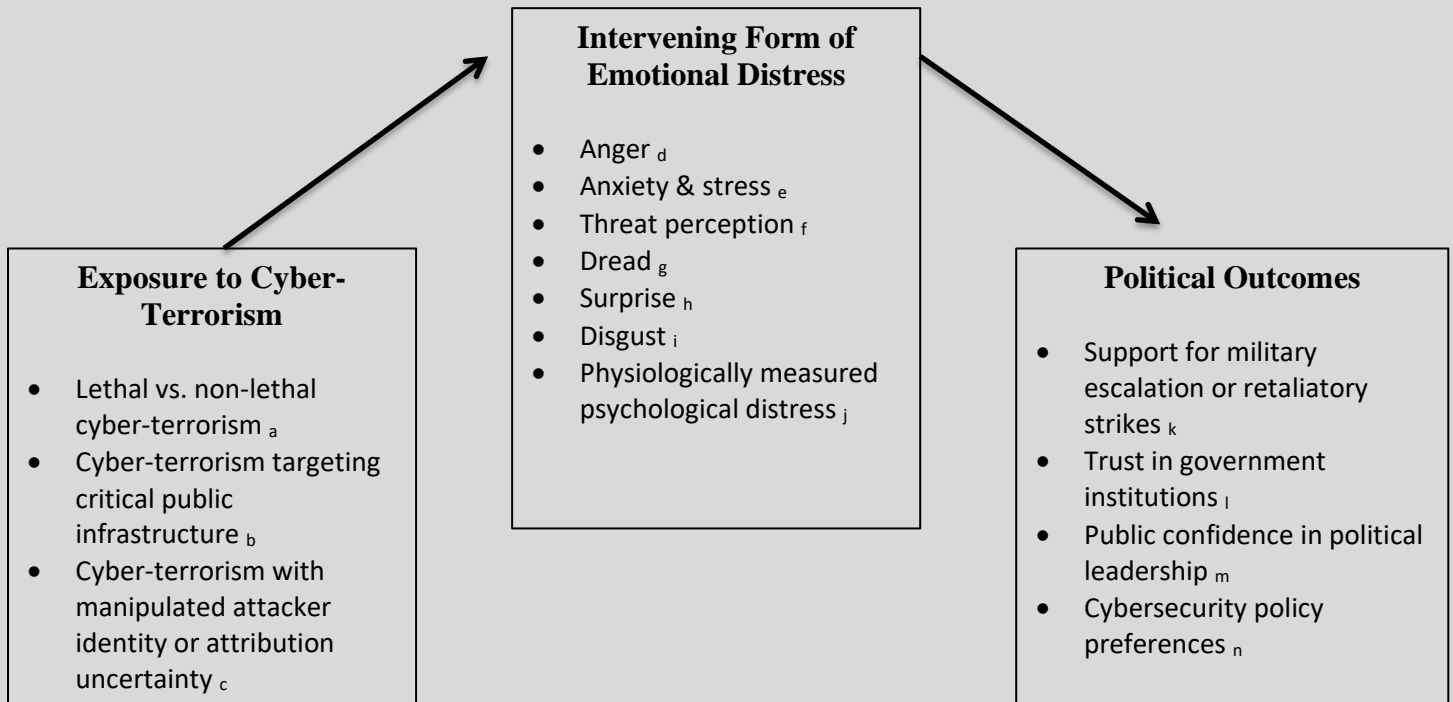 Intervening Form of
Emotional Distress
• Anger d
• Anxiety & stress e
• Threat perception f
• Dread g
• Surprise h
• Disgust i
• Physiologically measured
psychological distress j
Exposure to Cyber-
Terrorism
• Lethal vs. non-lethal
cyber-terrorism a
• Cyber-terrorism targeting
critical public
infrastructure b
• Cyber-terrorism with
manipulated attacker
identity or attribution
uncertainty c
Political Outcomes
• Support for military
escalation or retaliatory
strikes k
• Trust in government
institutions l
• Public confidence in political
leadership m
• Cybersecurity policy
preferences n